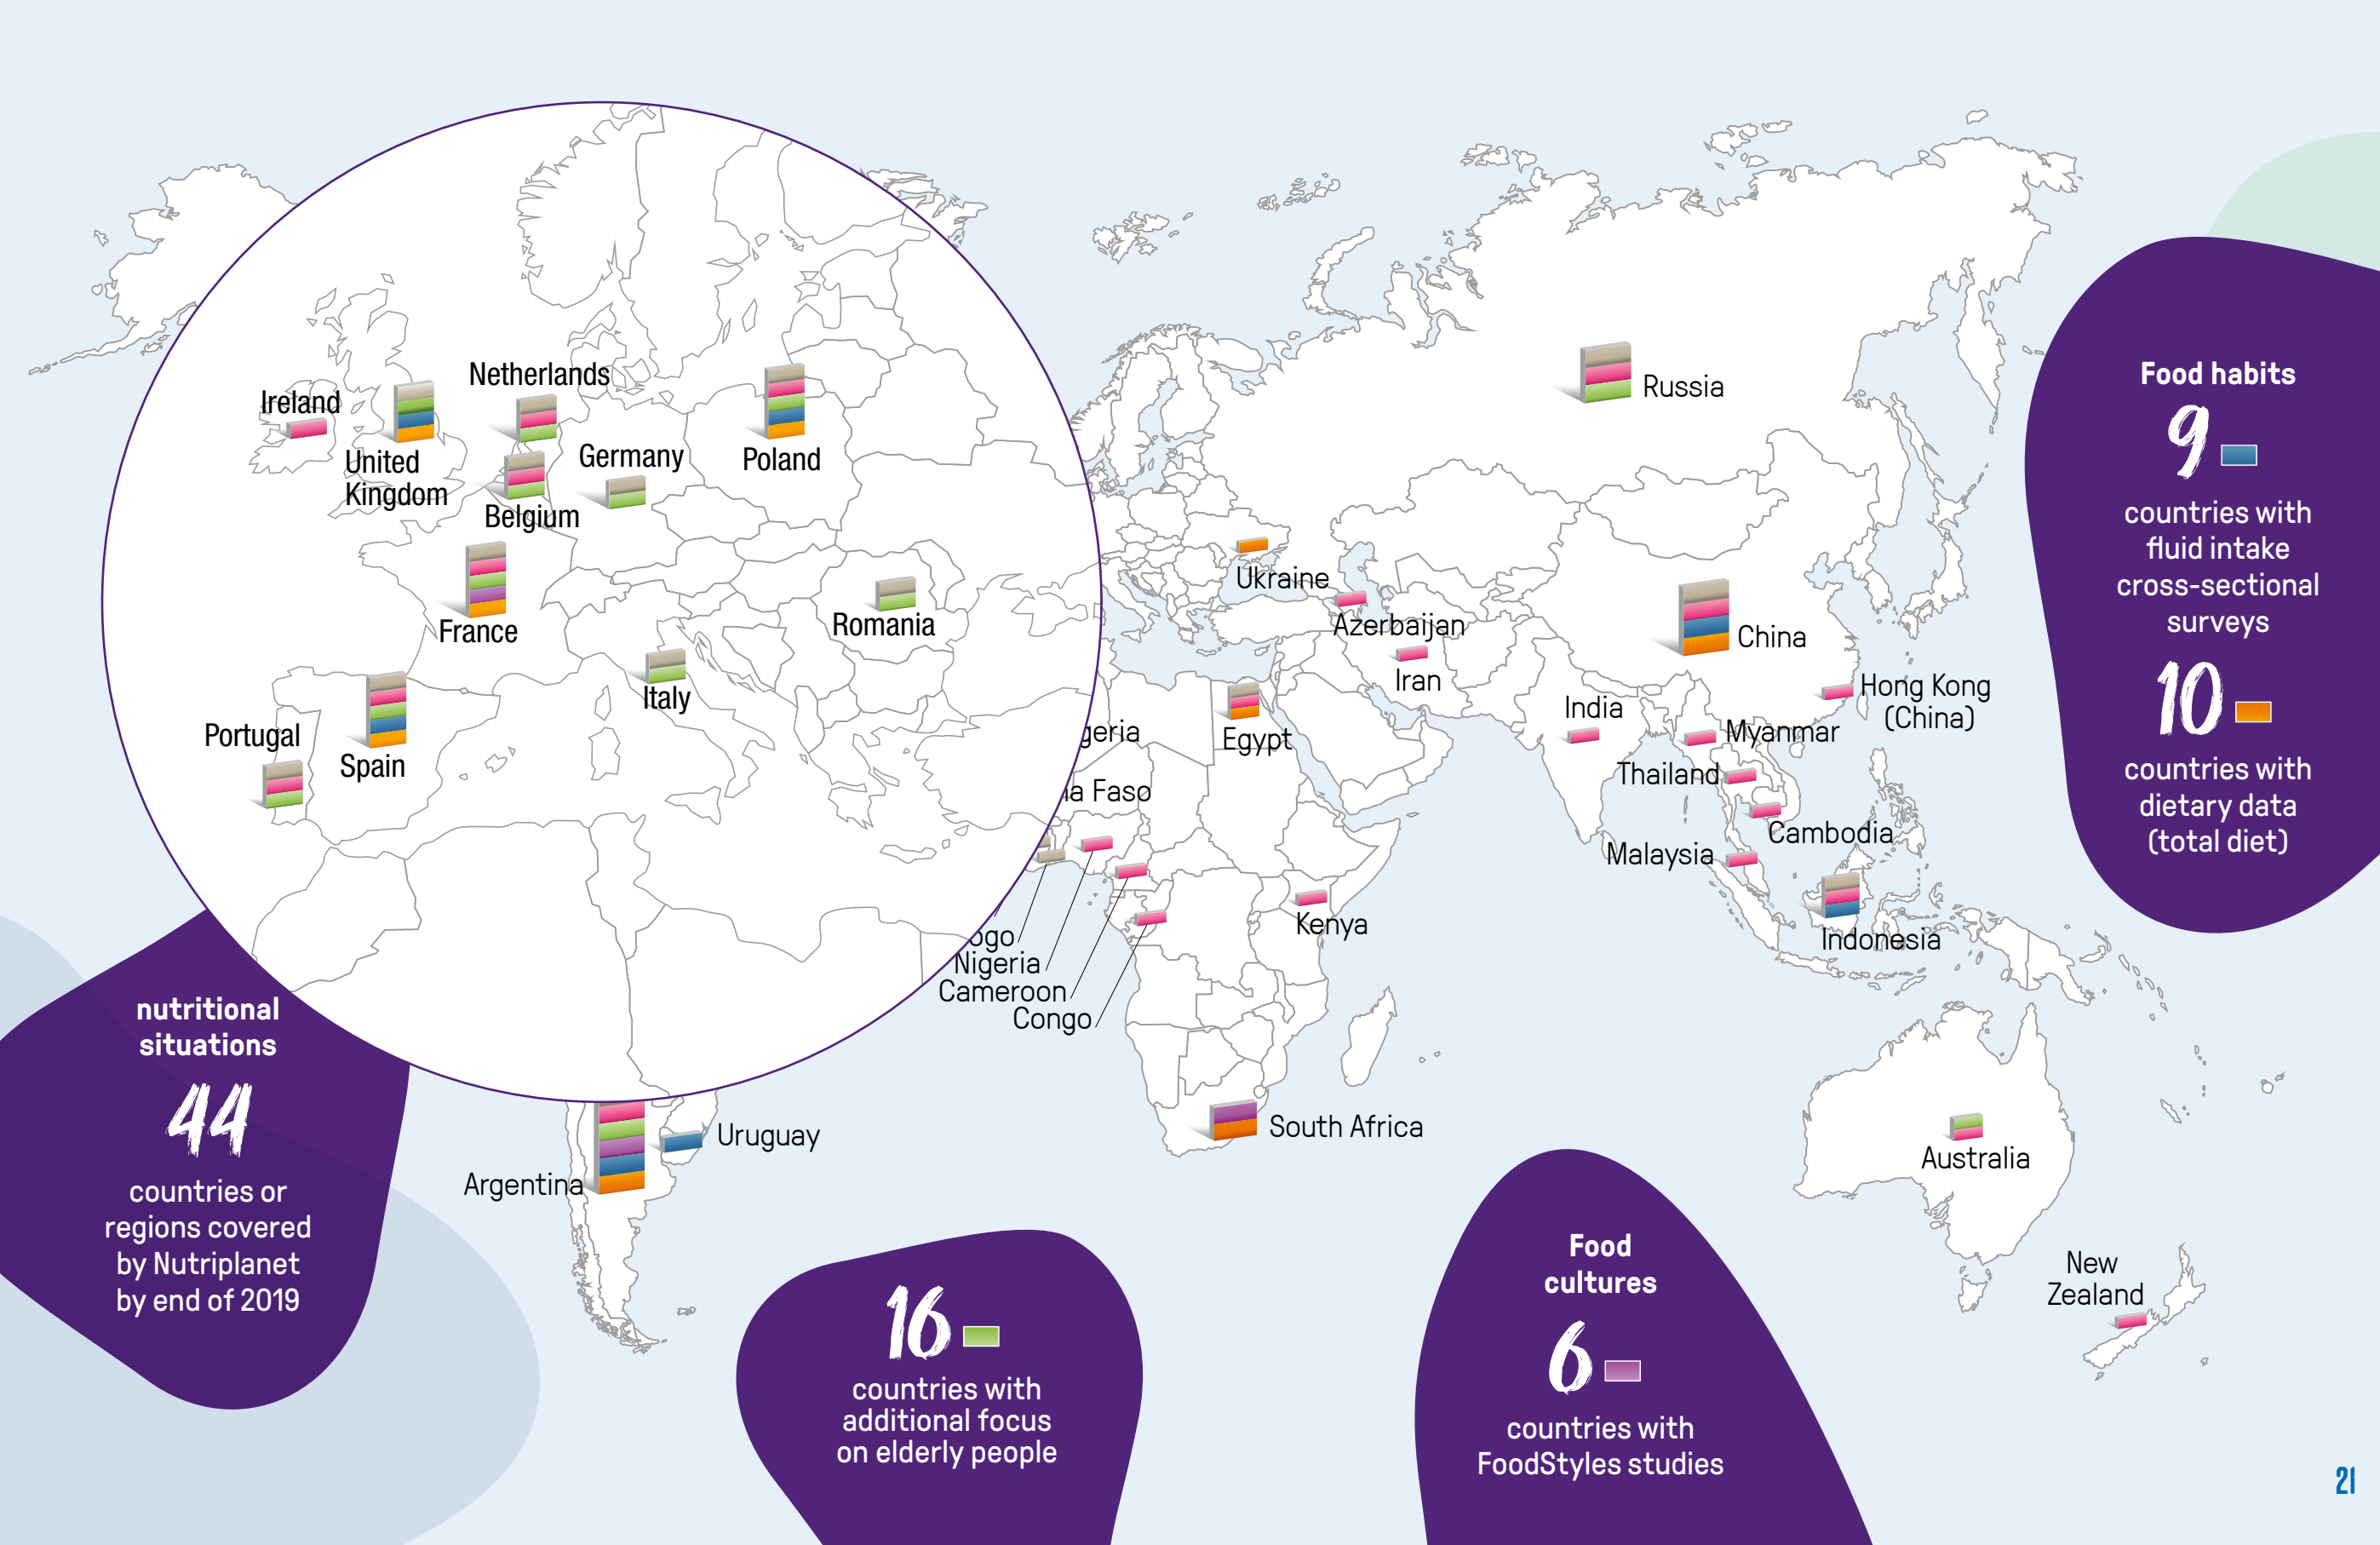 Ireland
United
Kingdom
Netherlands
Belgium
Germany
Poland
France
Romania
Italy
Portugal
Spain
Russia
Ukraine
Azerbaijan
Iran
China
Hong Kong
(China)
India
Myanmar
Thailand
Cambodia
Malaysia
Indonesia
geria
Egypt
na Faso
ogo
Nigeria
Cameroon
Congo
Kenya
South Africa
Uruguay
Argentina
Australia
New
Zealand
Food habits
9
countries with
fluid intake
cross-sectional
surveys
10
countries with
dietary data
(total diet)
nutritional
situations
44
countries or
regions covered
by Nutriplanet
by end of 2019
16
countries with
additional focus
on elderly people
Food
cultures
6
countries with
FoodStyles studies
21